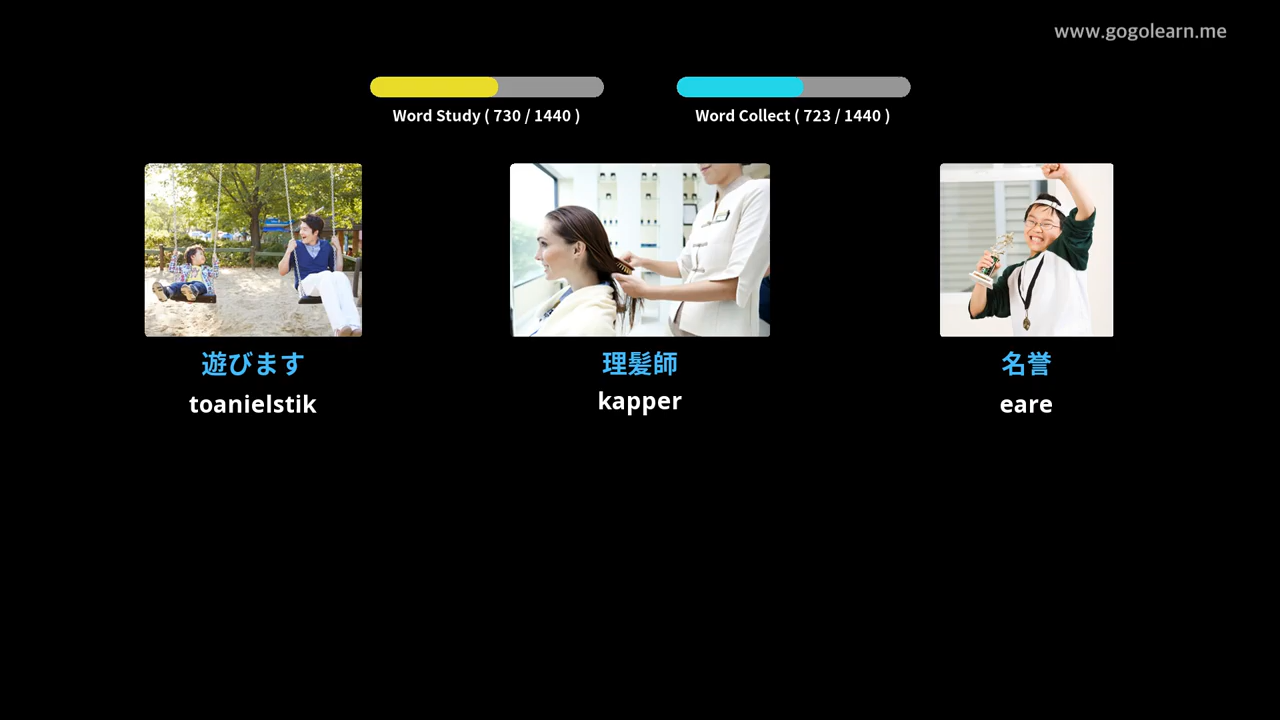 www.gogolearn.me
Word Study ( 730 / 1440 )
Word Collect ( 723 / 1440 )
遊びます
理髪師
名誉
toanielstik
kapper
eare